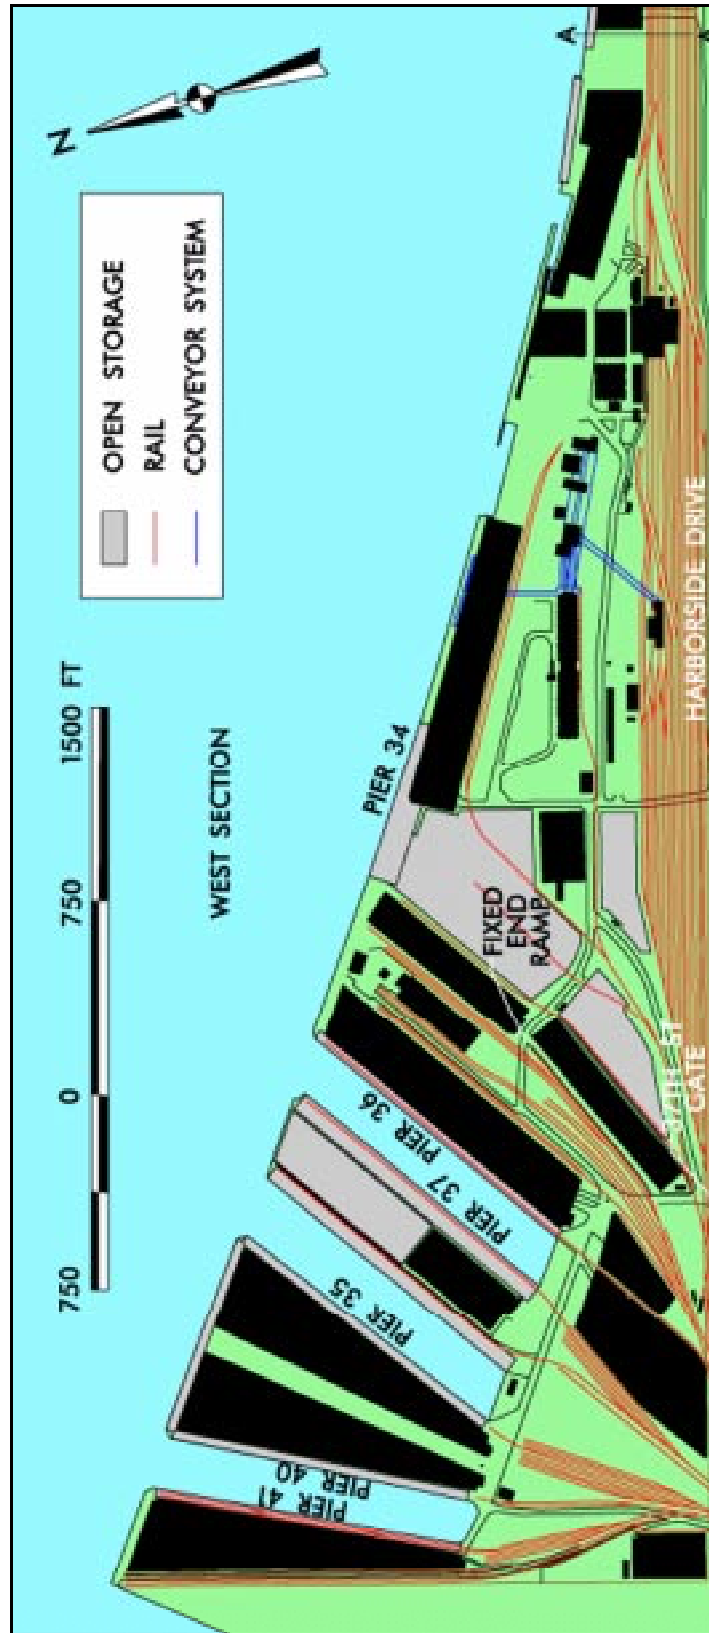 N
OPEN STORAGE
RAIL
CONVEYOR SYSTEM
750 0 750 1500 FT
WEST SECTION
PIER 34
FIXED
END
RAMP
PIER 36
PIER 37
PIER 35
PIER 40
PIER 41
HARBORSIDE DRIVE
GATE
A